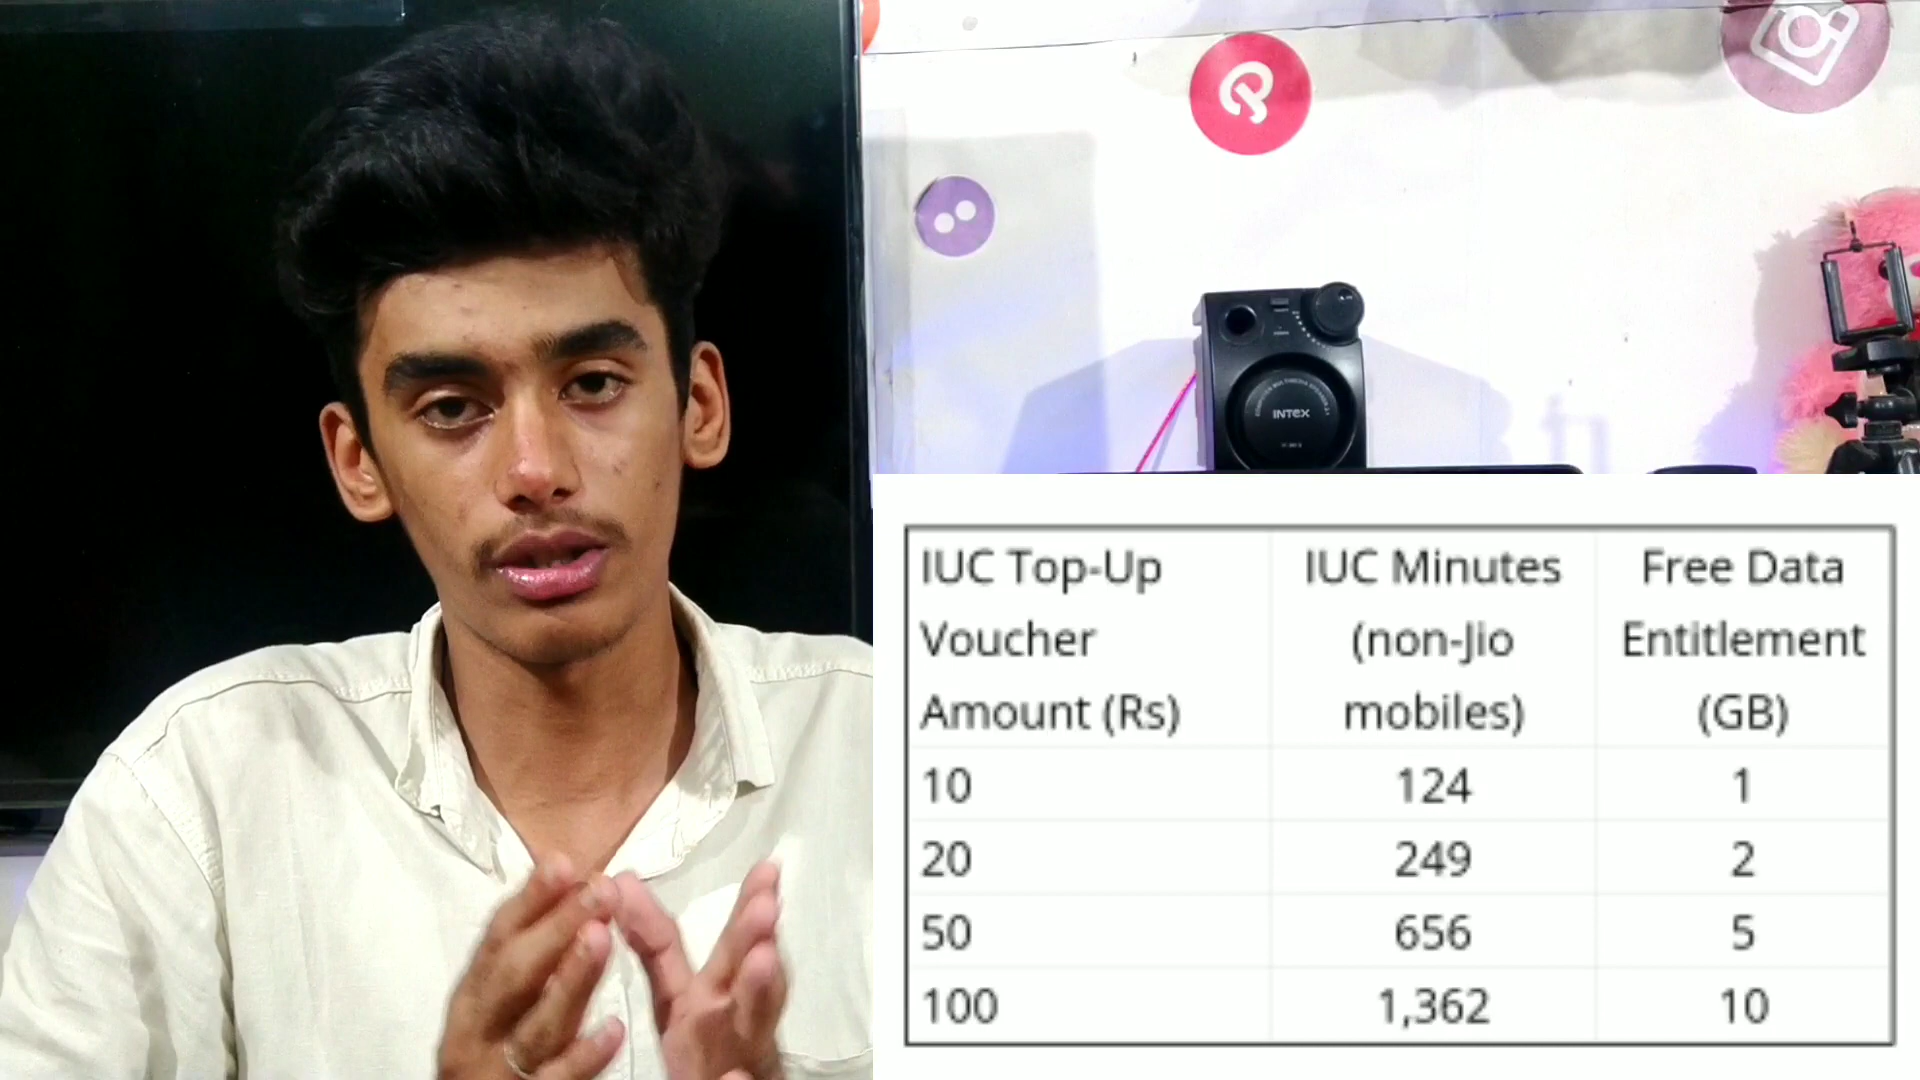 INTEX
IUC Top-Up Voucher Amount (Rs) IUC Minutes (non-Jio mobiles) Free Data Entitlement (GB)
10 124 1
20 249 2
50 656 5
100 1,362 10